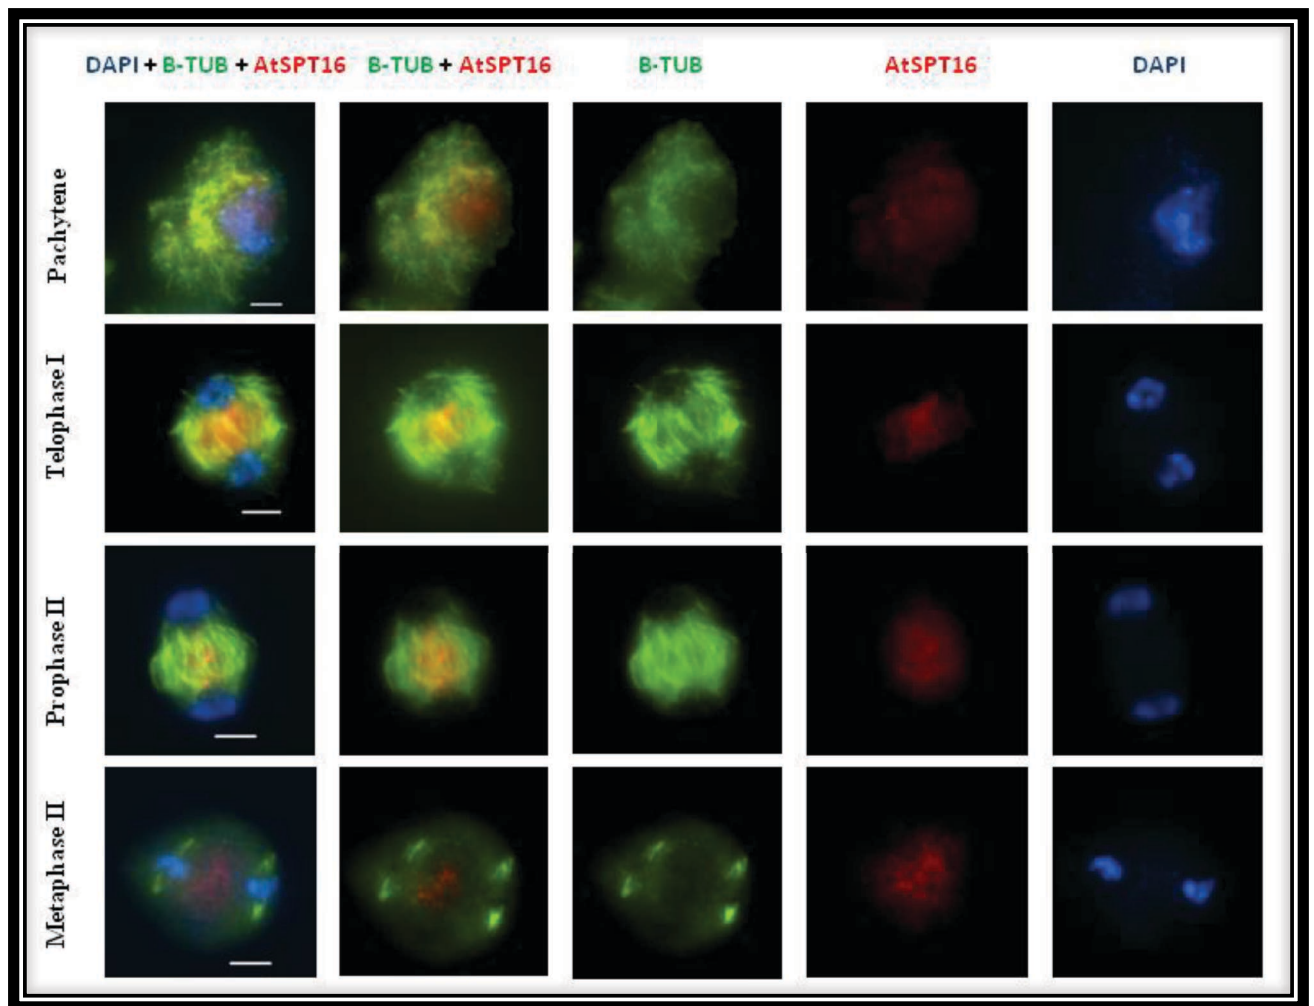 DAPI + B-TUB + AtSPT16 B-TUB + AtSPT16 B-TUB AtSPT16 DAPI
Pachytene
Telophase I
Prophase II
Metaphase II